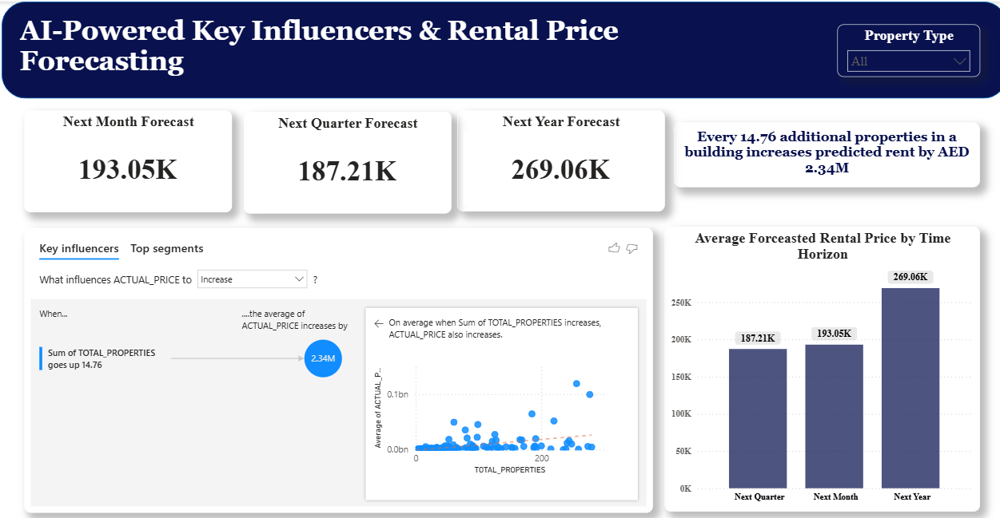 AI-Powered Key Influencers & Rental Price
Forecasting
Property Type
All
Next Month Forecast
193.05K
Next Quarter Forecast
187.21K
Next Year Forecast
269.06K
Every 14.76 additional properties in a
building increases predicted rent by AED
2.34M
Key influencers Top segments
What influences ACTUAL_PRICE to Increase ?
When...
....the average of
ACTUAL_PRICE increases by
Sum of TOTAL_PROPERTIES
goes up 14.76
2.34M
On average when Sum of TOTAL_PROPERTIES increases,
ACTUAL_PRICE also increases.
Average of ACTUAL_P...
0.1bn
0.0bn
0 200
TOTAL_PROPERTIES
Average Forceasted Rental Price by Time
Horizon
250K
200K
150K
100K
50K
0K
187.21K
193.05K
269.06K
Next Quarter Next Month Next Year